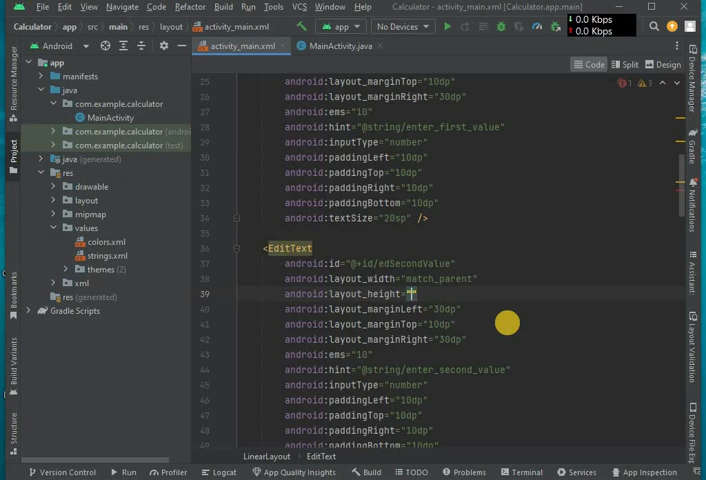 File Edit View Navigate Code Refactor Build Run Tools VCS Window Help Calculator - activity_main.xml [Calculator.app.main]
Calculator app src main res layout activity_main.xml app No Devices
0.0 Kbps
0.0 Kbps
Android
activity_main.xml MainActivity.java
Code Split Design
Resource Manager
Project
Bookmarks
Build Variants
Structure
app
manifests
java
com.example.calculator
MainActivity
com.example.calculator (andro
com.example.calculator (test)
java (generated)
res
drawable
layout
mipmap
values
colors.xml
strings.xml
themes (2)
xml
res (generated)
Gradle Scripts
1 3
25 android:layout_marginTop="10dp"
26 android:layout_marginRight="30dp"
27 android:ems="10"
28 android:hint="@string/enter_first_value"
29 android:inputType="number"
30 android:paddingLeft="10dp"
31 android:paddingTop="10dp"
32 android:paddingRight="10dp"
33 android:paddingBottom="10dp"
34 android:textSize="20sp" />
35
36 <EditText
37 android:id="@+id/edSecondValue"
38 android:layout_width="match_parent"
39 android:layout_height=""
40 android:layout_marginLeft="30dp"
41 android:layout_marginTop="10dp"
42 android:layout_marginRight="30dp"
43 android:ems="10"
44 android:hint="@string/enter_second_value"
45 android:inputType="number"
46 android:paddingLeft="10dp"
47 android:paddingTop="10dp"
48 android:paddingRight="10dp"
49 android:paddingBottom="10dp"
LinearLayout EditText
Device Manager
Gradle
Notifications
Assistant:
Layout Validation
Device File Exp
Version Control Run Profiler Logcat App Quality Insights Build TODO Problems Terminal Services App Inspection